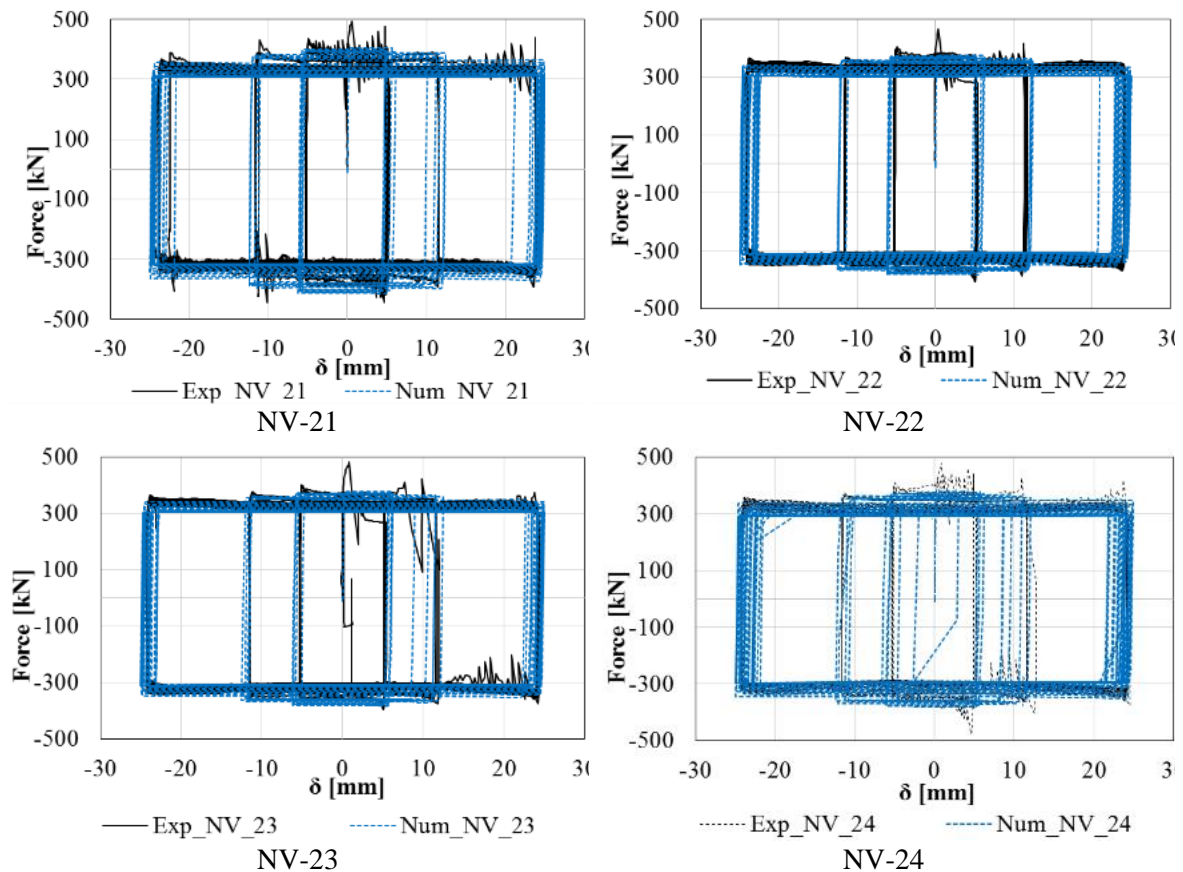 500
300
100
-100
-300
-500
Force [kN]
-30 -20 -10 0 10 20 30
δ [mm]
Exp_NV_21 Num_NV_21
NV-21
500
300
100
-100
-300
-500
Force [kN]
-30 -20 -10 0 10 20 30
δ [mm]
Exp_NV_22 Num_NV_22
NV-22
500
300
100
-100
-300
-500
Force [kN]
-30 -20 -10 0 10 20 30
δ [mm]
Exp_NV_23 Num_NV_23
NV-23
500
300
100
-100
-300
-500
Force [kN]
-30 -20 -10 0 10 20 30
δ [mm]
Exp_NV_24 Num_NV_24
NV-24